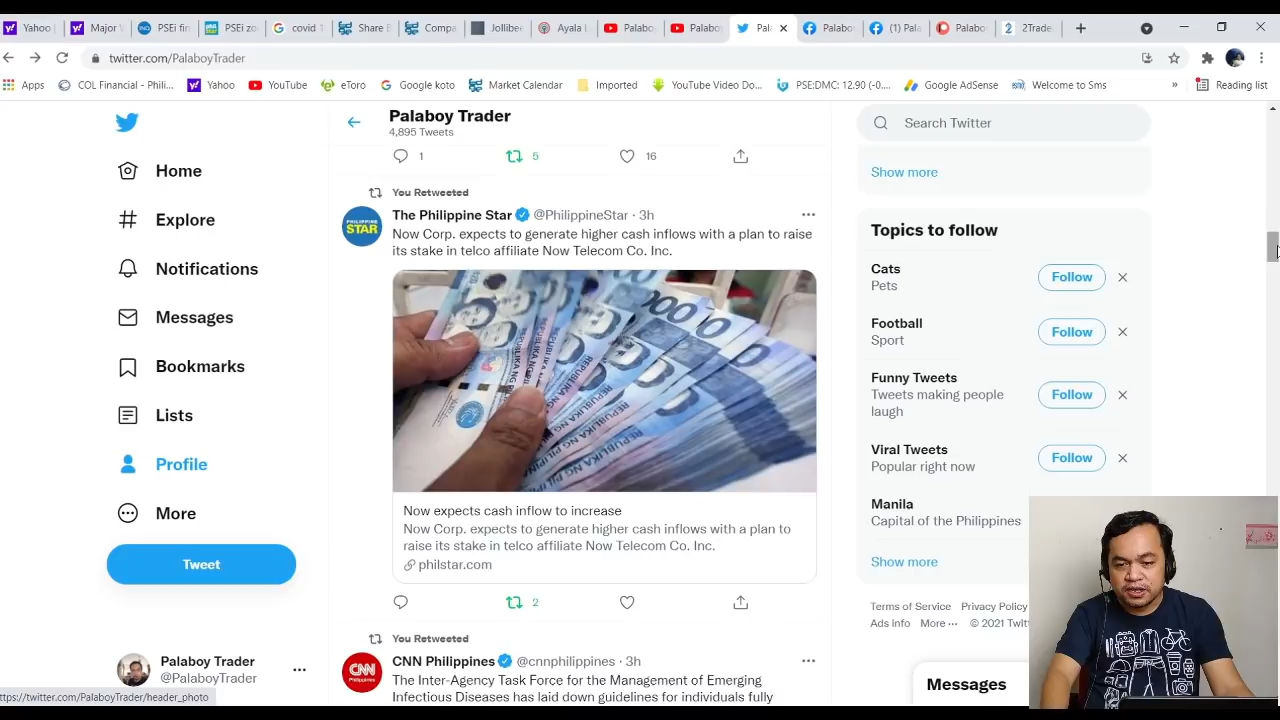 Yahoo
Major
PSEi fir
PSEi zo
covid
Share B
Compa
Jollibee
Ayala
Palabo
Palabo
Pal
Palabo
(1) Pala
Palabo
2Trade
twitter.com/PalaboyTrader
Apps
COL Financial - Phili...
Yahoo
YouTube
eToro
Google koto
Market Calendar
Imported
YouTube Video Do...
PSE:DMC: 12.90 (-0....
Google AdSense
Welcome to Sms
»
Reading list
Home
Explore
Notifications
Messages
Bookmarks
Lists
Profile
More
Tweet
Palaboy Trader
@PalaboyTrader
https://twitter.com/PalaboyTrader/header_photo
Palaboy Trader
4,895 Tweets
1 5 16
You Retweeted
PHILIPPINE
STAR
The Philippine Star @PhilippineStar · 3h
Now Corp. expects to generate higher cash inflows with a plan to raise
its stake in telco affiliate Now Telecom Co. Inc.
Now expects cash inflow to increase
Now Corp. expects to generate higher cash inflows with a plan to
raise its stake in telco affiliate Now Telecom Co. Inc.
philstar.com
2
You Retweeted
CNN
Philippines
CNN Philippines @cnnphilippines · 3h
The Inter-Agency Task Force for the Management of Emerging
Infectious Diseases has laid down guidelines for individuals fully
Search Twitter
Show more
Topics to follow
Cats
Pets
Follow
Football
Sport
Follow
Funny Tweets
Tweets making people
laugh
Follow
Viral Tweets
Popular right now
Follow
Manila
Capital of the Philippines
Show more
Terms of Service Privacy Policy
Ads info More ··· © 2021 Twit
Messages